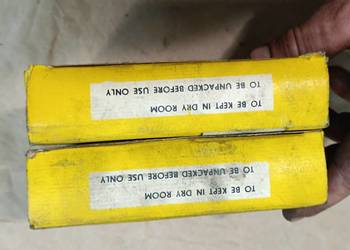 TO BE KEPT IN DRY ROOM
TO BE UNPACKED BEFORE USE ONLY
TO BE KEPT IN DRY ROOM
TO BE UNPACKED BEFORE USE ONLY